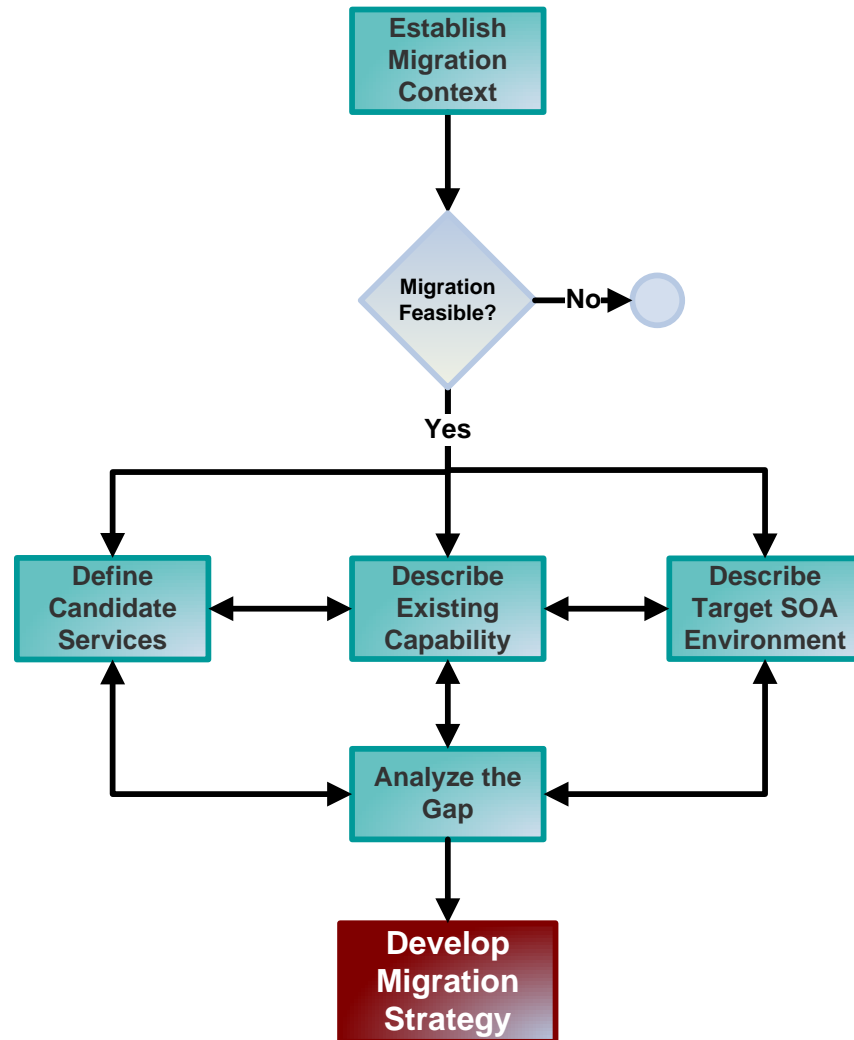 Establish
Migration
Context
Migration
Feasible?
No
Yes
Define
Candidate
Services
Describe
Existing
Capability
Describe
Target SOA
Environment
Analyze the
Gap
Develop
Migration
Strategy